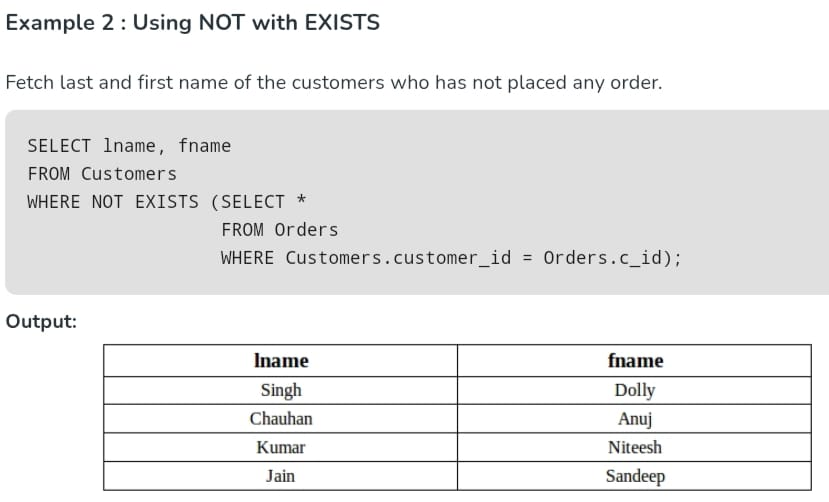 Example 2 : Using NOT with EXISTS
Fetch last and first name of the customers who has not placed any order.
SELECT lname, fname
FROM Customers
WHERE NOT EXISTS (SELECT *
FROM Orders
WHERE Customers.customer_id = Orders.c_id);
Output:
lname fname
Singh Dolly
Chauhan Anuj
Kumar Niteesh
Jain Sandeep